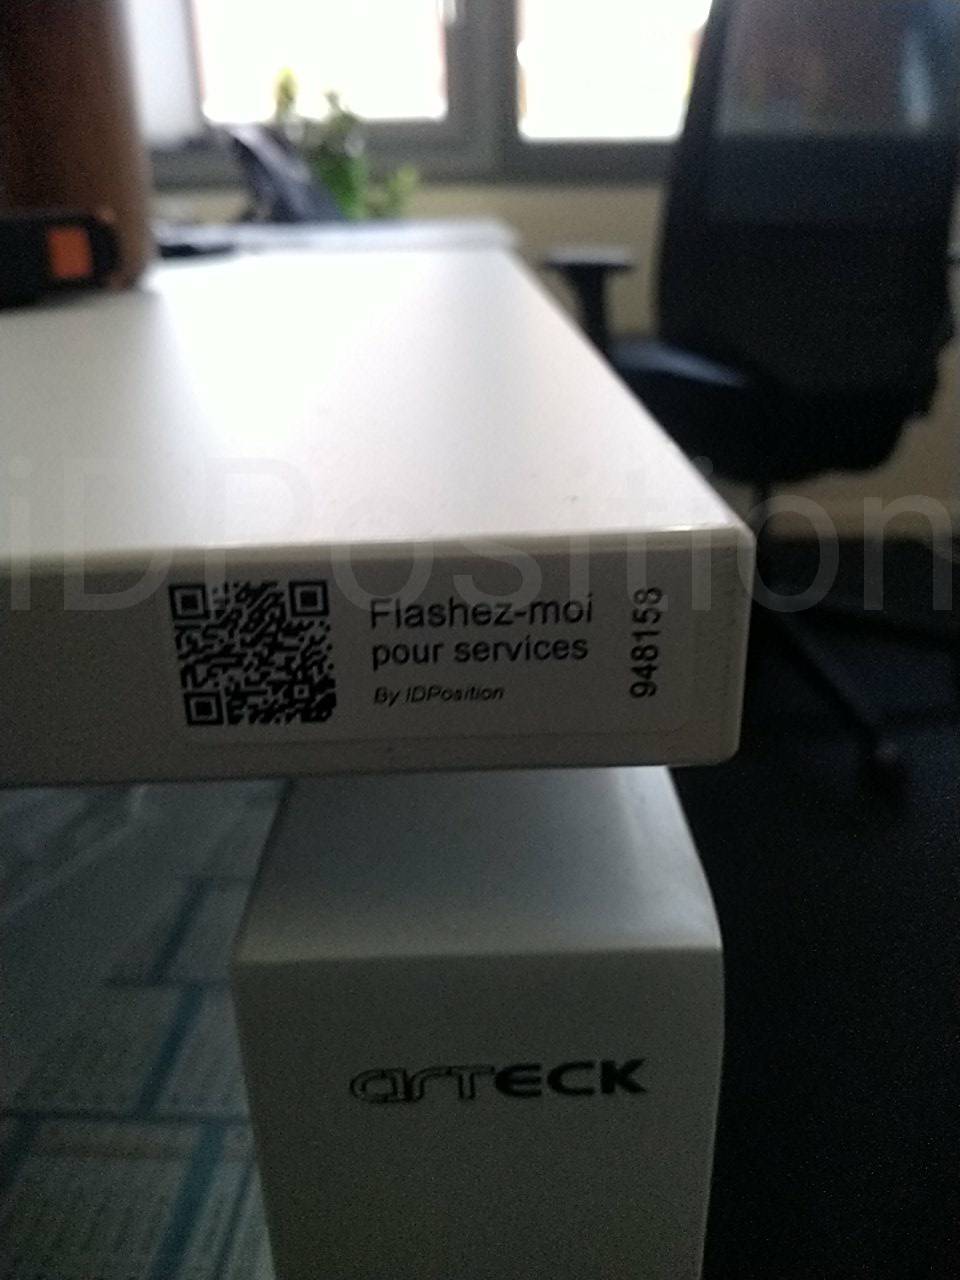 iDPosition
Flashez-moi
pour services
By IDPosition
948158
arTECK